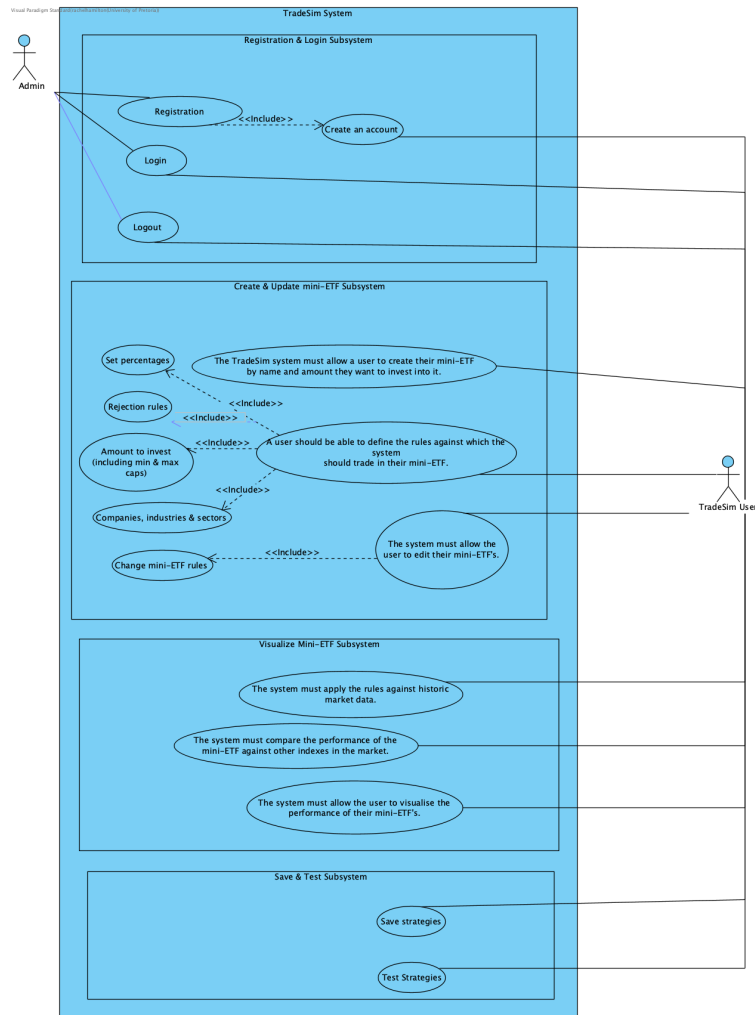 Visual Paradigm
TradeSim System
Registration & Login Subsystem
Admin
Registration
<<Include>>
Create an account
Login
Logout
Create & Update mini-ETF Subsystem
Set percentages
The TradeSim system must allow a user to create their mini-ETF
by name and amount they want to invest into it.
<<Include>>
Rejection rules
<<Include>>
A user should be able to define the rules against which the
system
should trade in their mini-ETF.
Amount to invest
(including min & max
caps)
<<Include>>
<<Include>>
Companies, industries & sectors
TradeSim User
The system must allow the
user to edit their mini-ETF's.
<<Include>>
Change mini-ETF rules
Visualize Mini-ETF Subsystem
The system must apply the rules against historic
market data.
The system must compare the performance of the
mini-ETF against other indexes in the market.
The system must allow the user to visualise the
performance of their mini-ETF's.
Save & Test Subsystem
Save strategies
Test Strategies